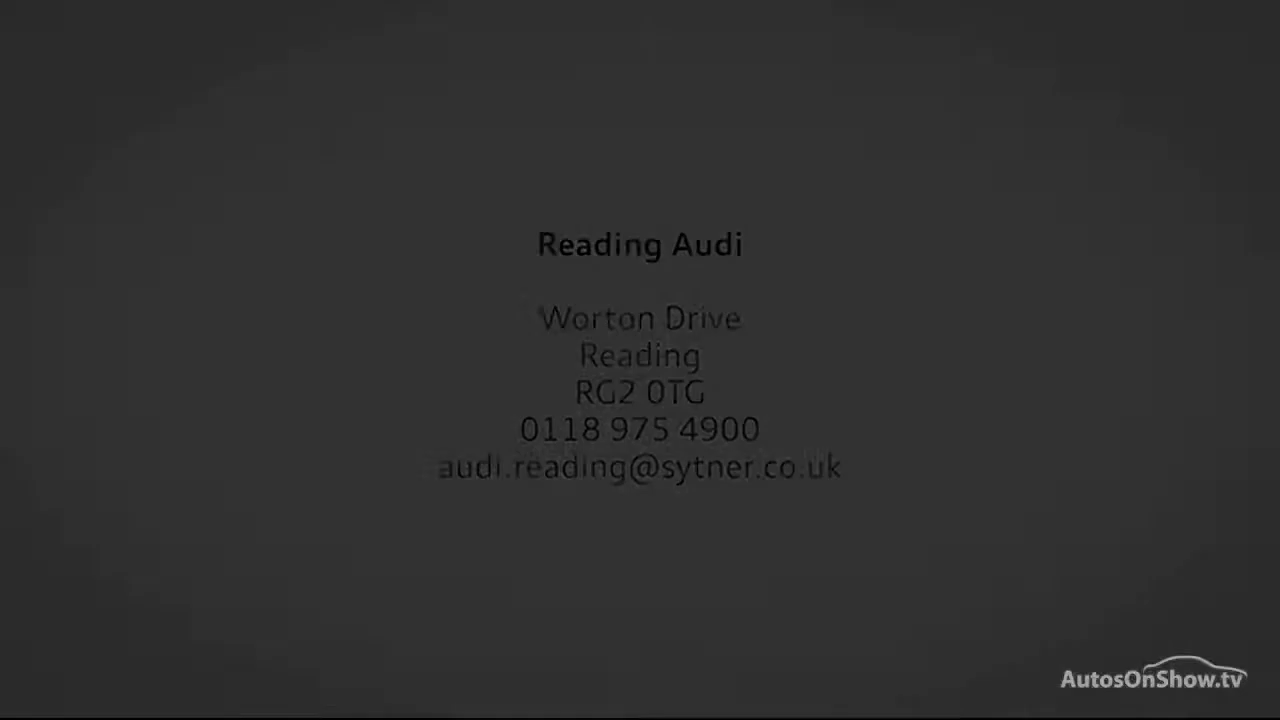 Reading Audi
Worton Drive
Reading
RG2 0TG
0118 975 4900
audi.reading@sytner.co.uk
AutosOnShow.tv